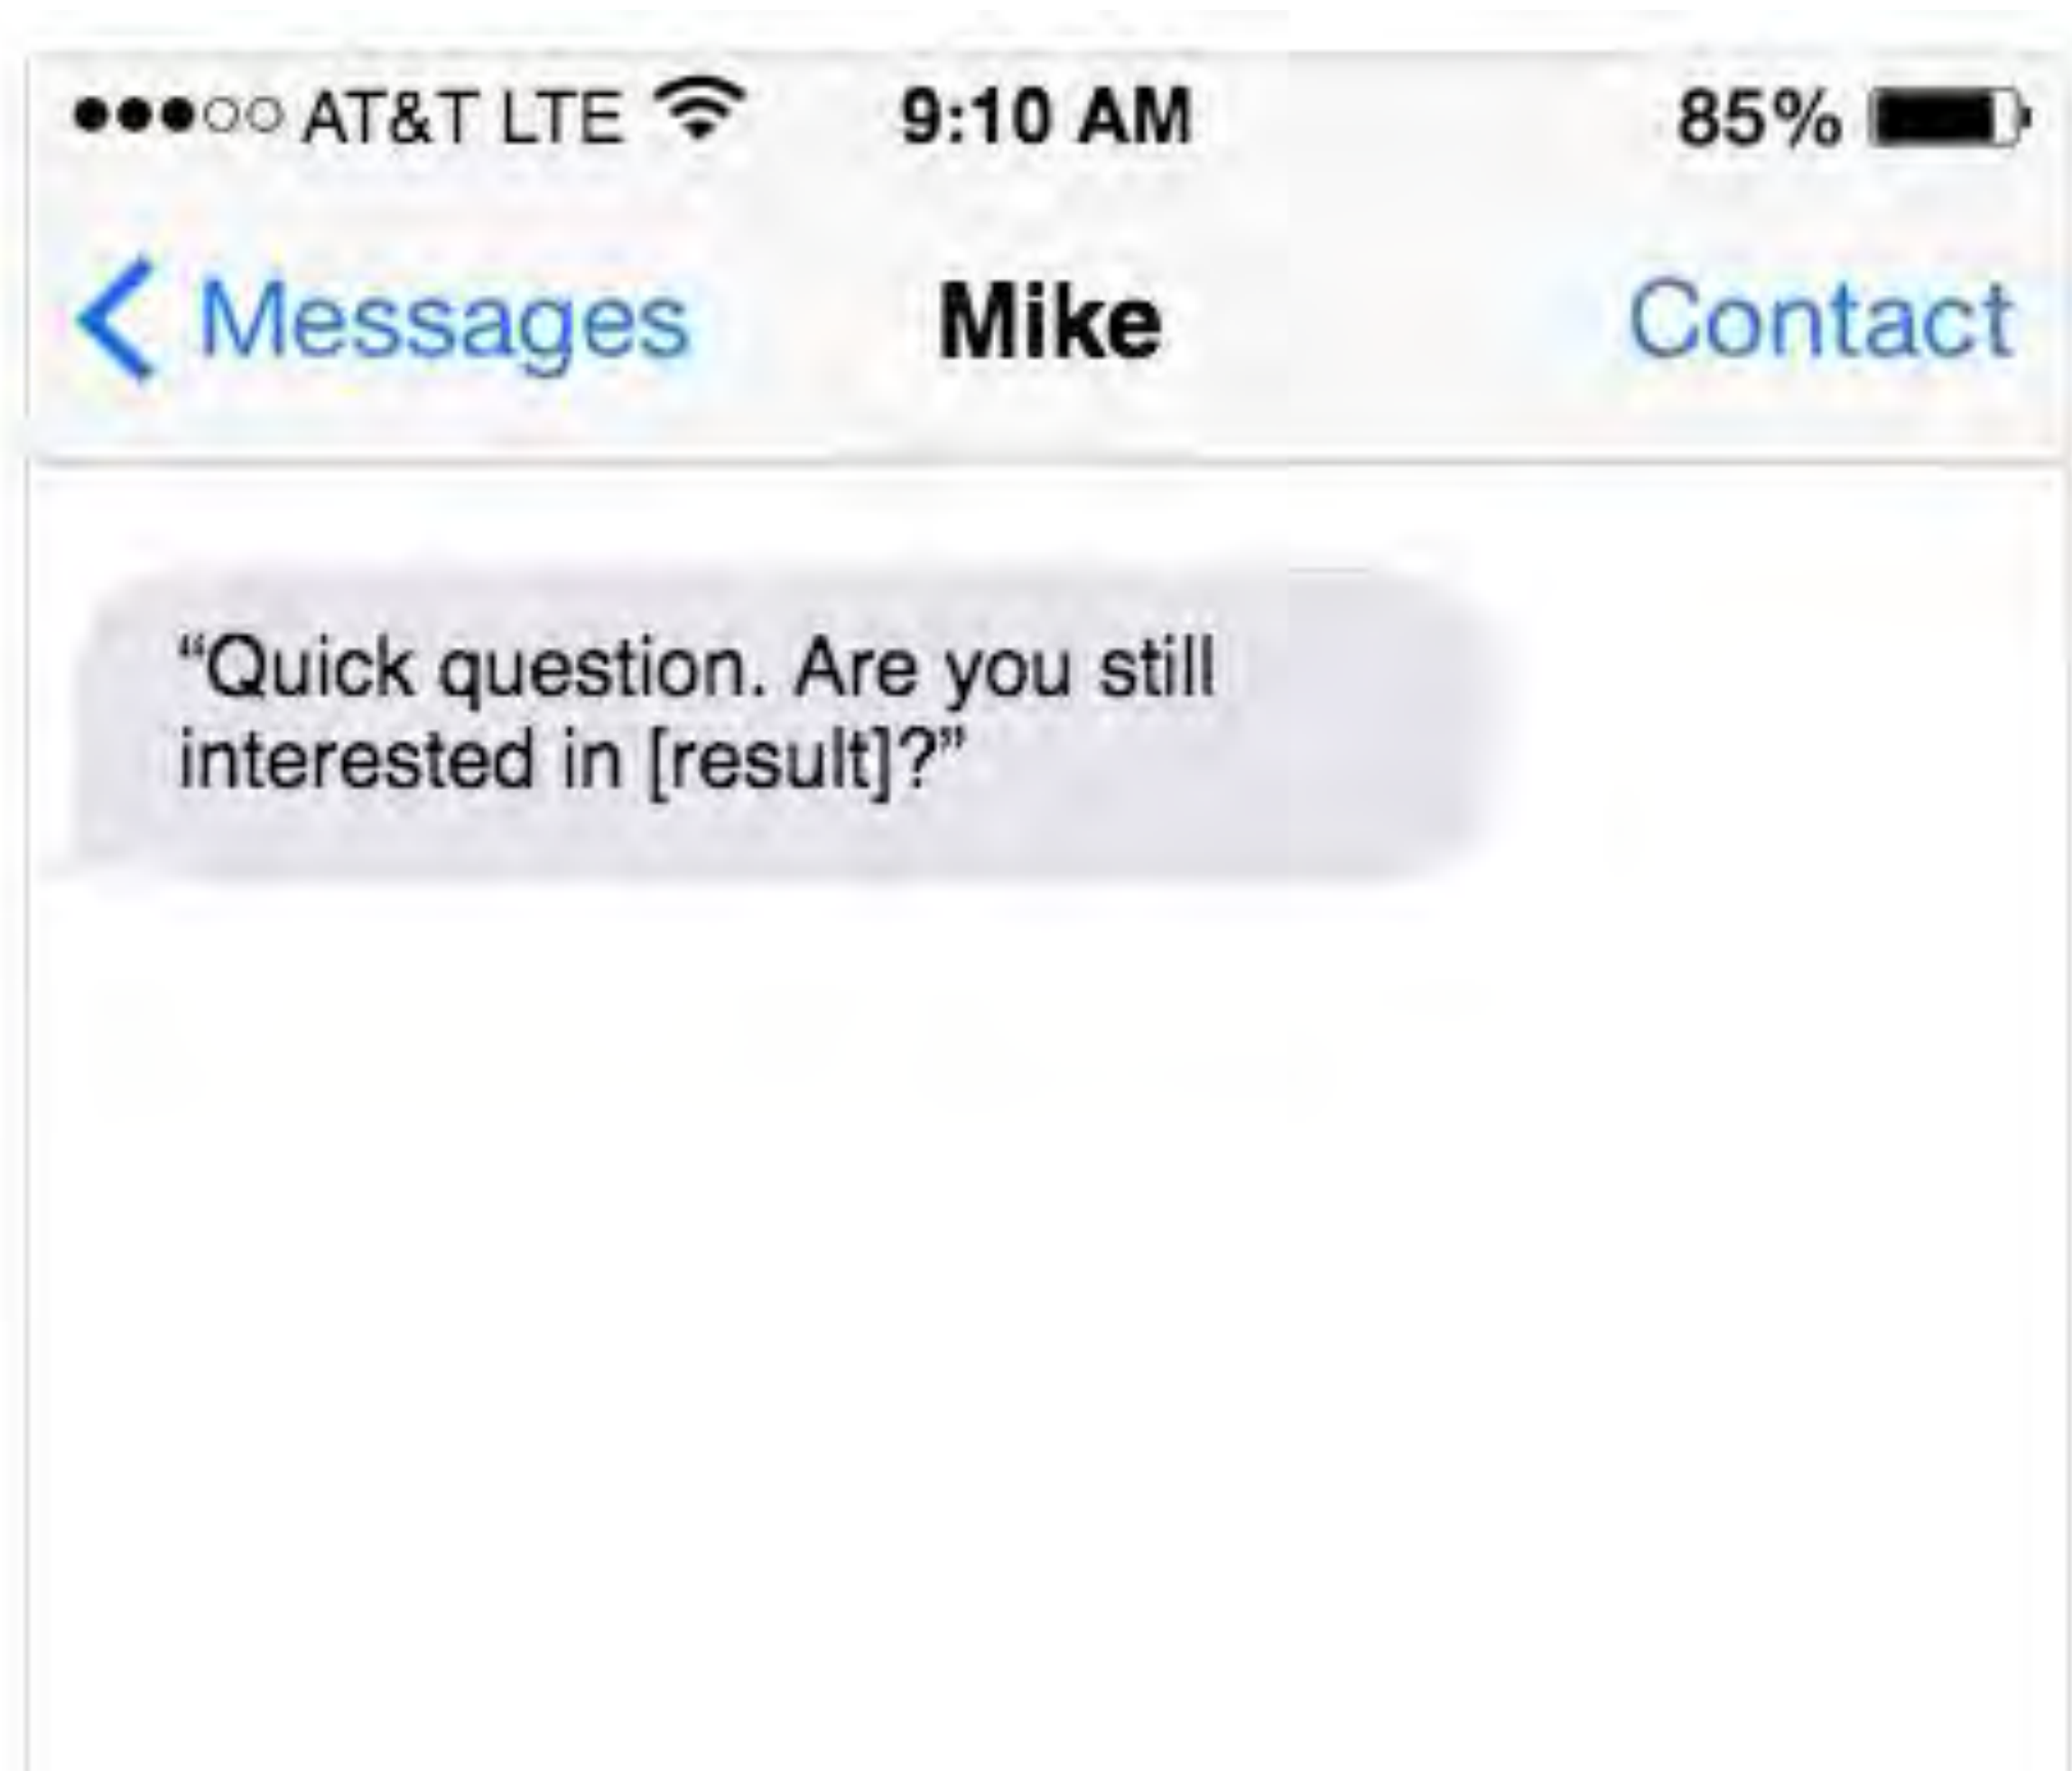 ●●●○○ AT&T LTE 9:10 AM 85%
Messages Mike Contact
“Quick question. Are you still
interested in [result]?”